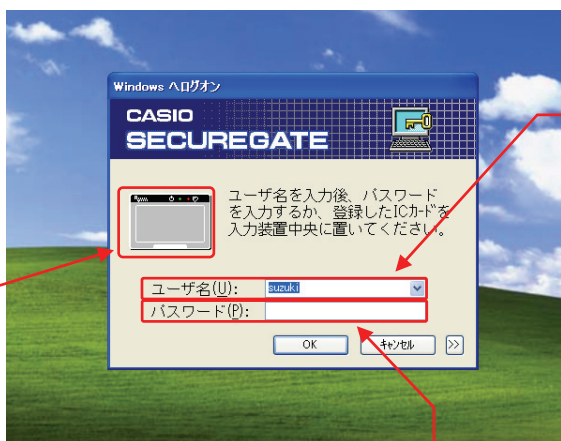 Windows へログオン
CASIO
SECUREGATE
ユーザ名を入力後、パスワード
を入力するか、登録したICカードを
入力装置中央に置いてください。
ユーザ名(U): suzuki
パスワード(P):
OK キャンセル >>